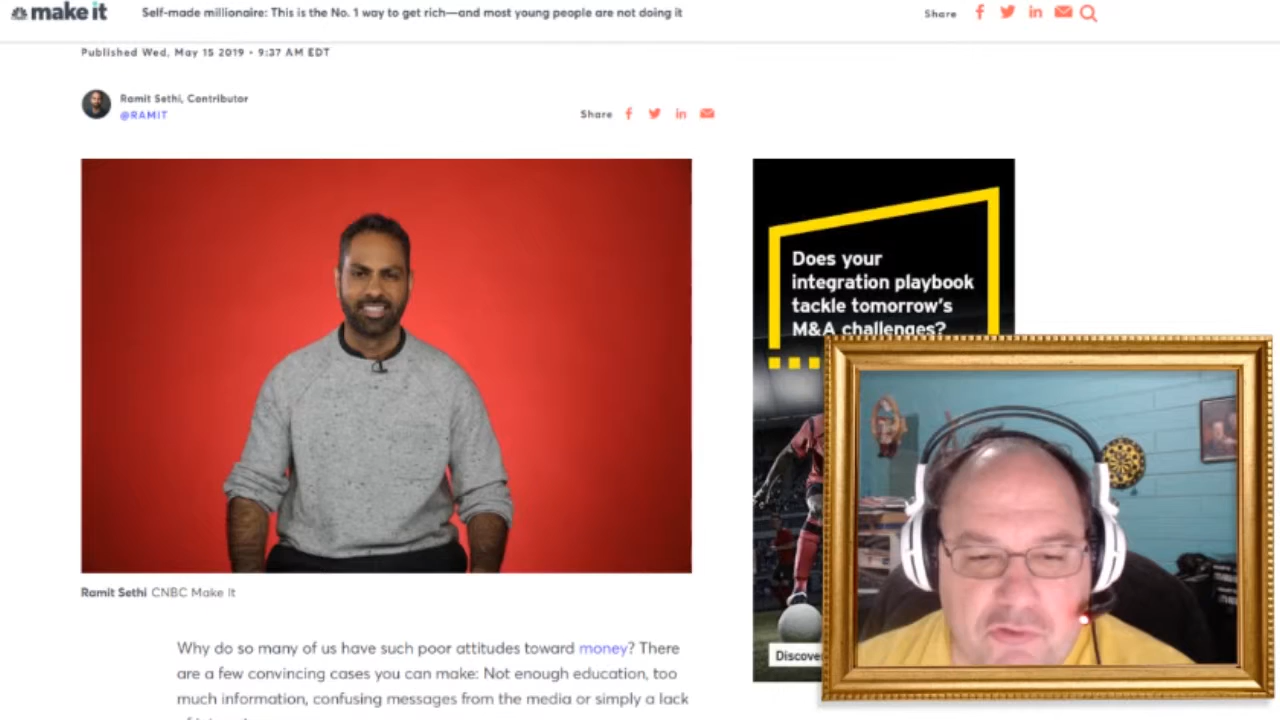 make it
Self-made millionaire: This is the No. 1 way to get rich—and most young people are not doing it
Share
Published Wed, May 15 2019 • 9:37 AM EDT
Ramit Sethi, Contributor
@RAMIT
Share
Does your
integration playbook
tackle tomorrow's
M&A challenges?
Discove
Ramit Sethi CNBC Make It
Why do so many of us have such poor attitudes toward money? There
are a few convincing cases you can make: Not enough education, too
much information, confusing messages from the media or simply a lack